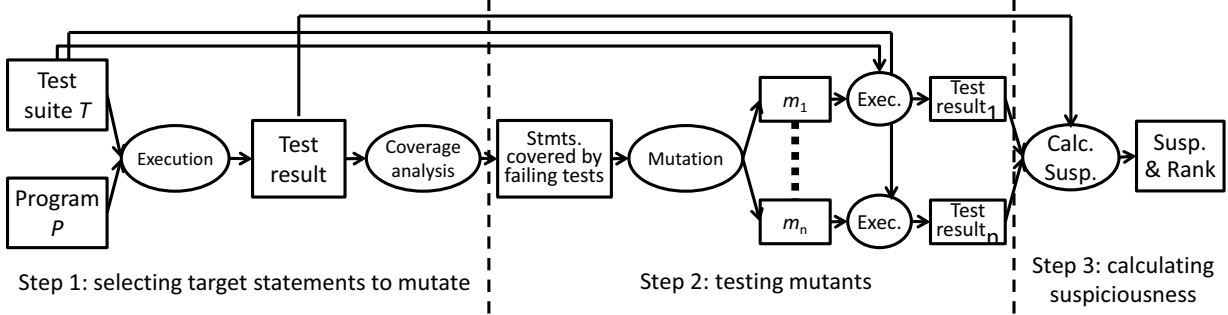 Test
suite T
Program
P
Execution
Test
result
Coverage
analysis
Stmts.
covered by
failing tests
Mutation
m1
mn
Exec.
Exec.
Test
result1
Test
resultn
Calc.
Susp.
Susp.
& Rank
Step 1: selecting target statements to mutate
Step 2: testing mutants
Step 3: calculating
suspiciousness